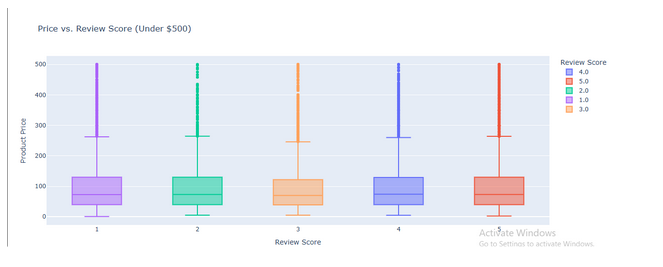 Price vs. Review Score (Under $500)
Review Score
4.0
5.0
2.0
1.0
3.0
Product Price
500
400
300
200
100
0
1
2
3
4
5
Review Score
Activate Windows
Go to Settings to activate Windows.